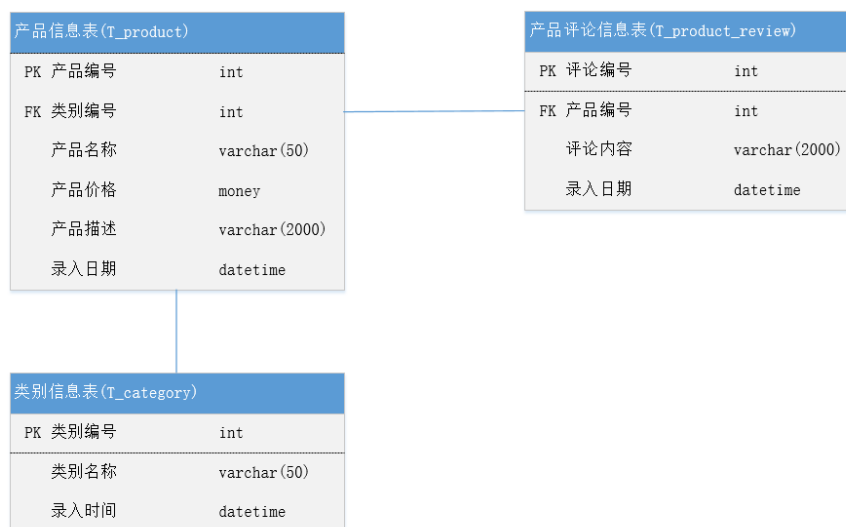 产品信息表(T_product)
PK 产品编号 int
FK 类别编号 int
产品名称 varchar(50)
产品价格 money
产品描述 varchar(2000)
录入日期 datetime
产品评论信息表(T_product_review)
PK 评论编号 int
FK 产品编号 int
评论内容 varchar(2000)
录入日期 datetime
类别信息表(T_category)
PK 类别编号 int
类别名称 varchar(50)
录入时间 datetime